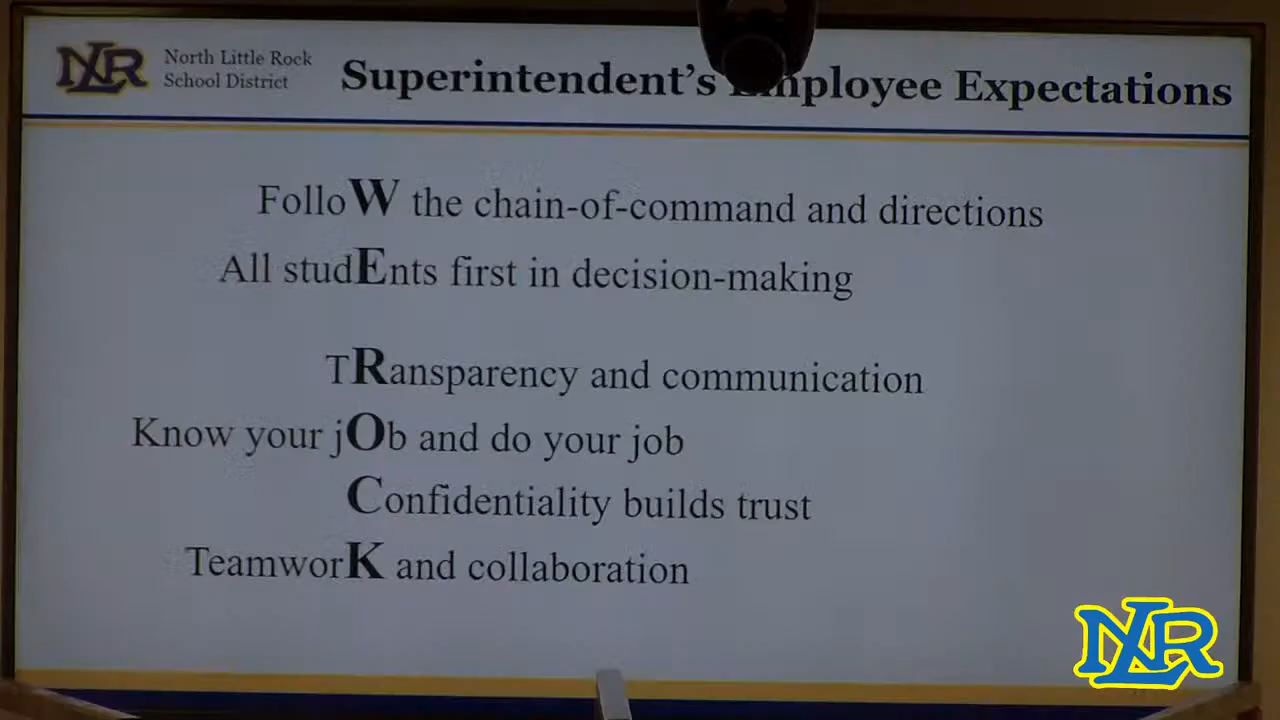 NLR
North Little Rock
School District
Superintendent's Employee Expectations
FolloW the chain-of-command and directions
All studEnts first in decision-making
TRansparency and communication
Know your jOb and do your job
Confidentiality builds trust
TeamworK and collaboration
NLR